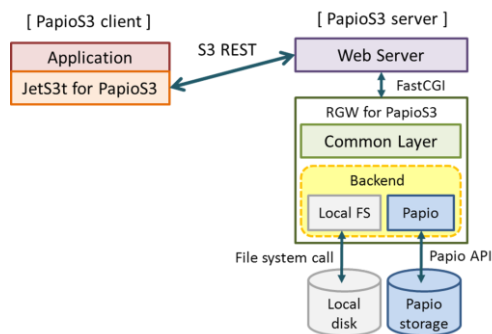 [ PapioS3 client ]
[ PapioS3 server ]
Application
JetS3t for PapioS3
S3 REST
Web Server
FastCGI
RGW for PapioS3
Common Layer
Backend
Local FS
Papio
File system call
Papio API
Local
disk
Papio
storage